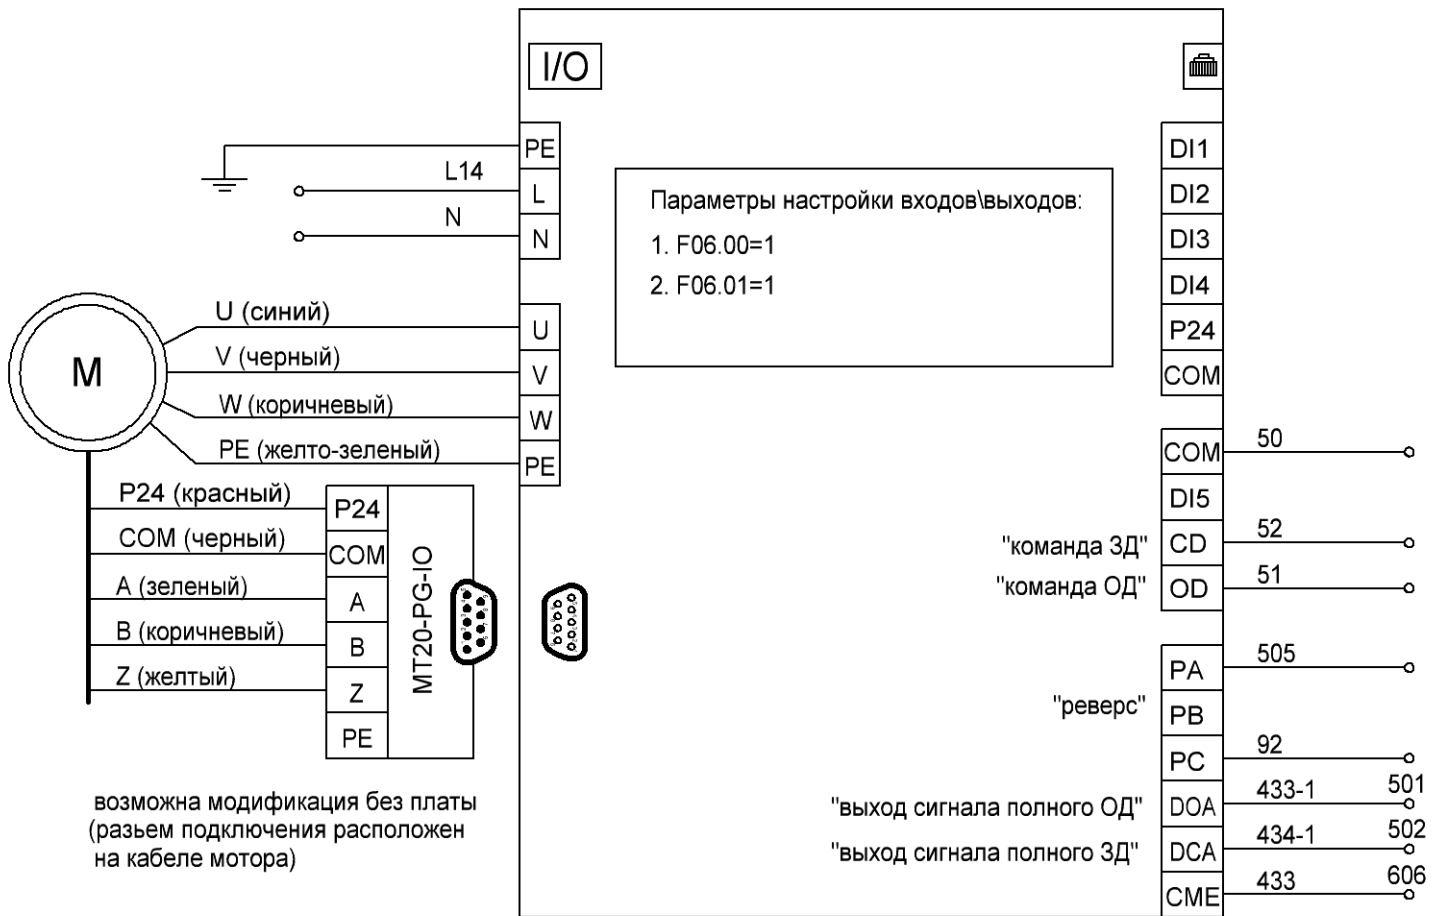 I/O
PE
L14
L
N
N
Параметры настройки входов\выходов:
1. F06.00=1
2. F06.01=1
DI1
DI2
DI3
DI4
P24
COM
M
U (синий)
U
V (черный)
V
W (коричневый)
W
PE (желто-зеленый)
PE
P24 (красный)
P24
COM (черный)
COM
A (зеленый)
A
B (коричневый)
B
Z (желтый)
Z
PE
MT20-PG-IO
возможна модификация без платы
(разъем подключения расположен
на кабеле мотора)
COM
50
DI5
"команда ЗД"
CD
52
"команда ОД"
OD
51
PA
505
"реверс"
PB
PC
92
"выход сигнала полного ОД"
DOA
433-1
501
"выход сигнала полного ЗД"
DCA
434-1
502
CME
433
606